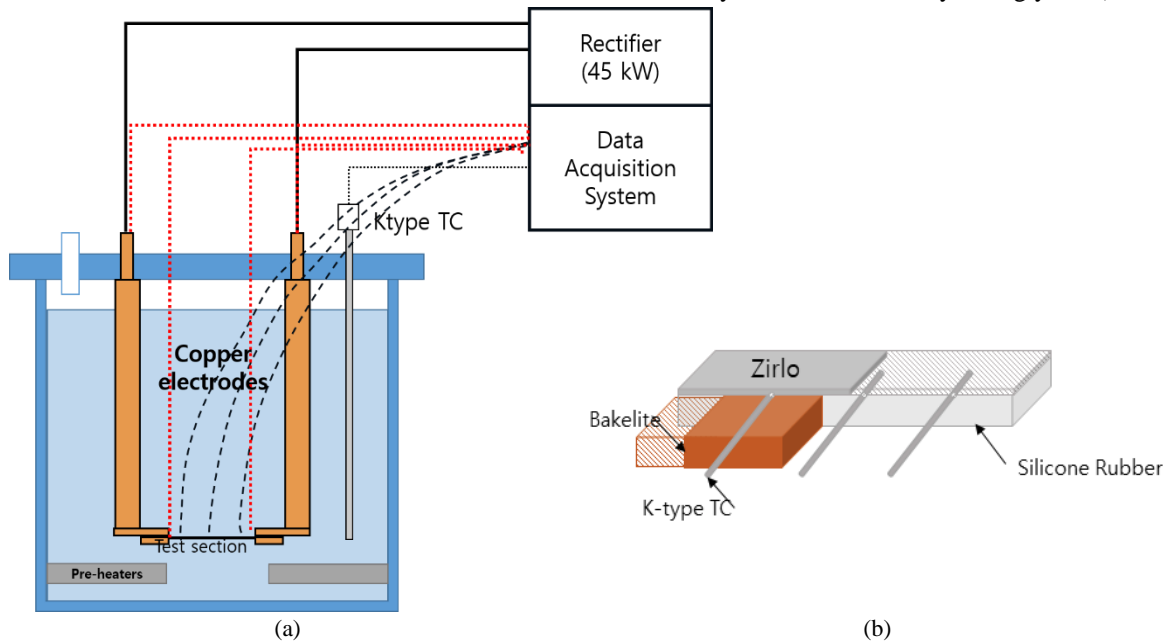 Rectifier
(45 kW)
Data
Acquisition
System
Ktype TC
Copper
electrodes
Test section
Pre-heaters
(a)
Zirlo
Bakelite
Silicone Rubber
K-type TC
(b)